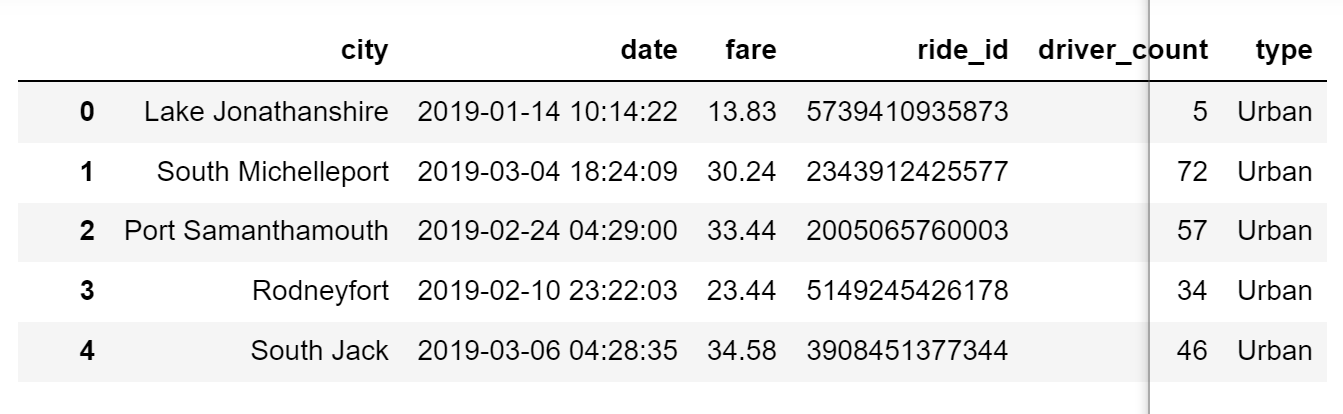 city date fare ride_id driver_count type
0 Lake Jonathanshire 2019-01-14 10:14:22 13.83 5739410935873 5 Urban
1 South Michelleport 2019-03-04 18:24:09 30.24 2343912425577 72 Urban
2 Port Samanthamouth 2019-02-24 04:29:00 33.44 2005065760003 57 Urban
3 Rodneyfort 2019-02-10 23:22:03 23.44 5149245426178 34 Urban
4 South Jack 2019-03-06 04:28:35 34.58 3908451377344 46 Urban